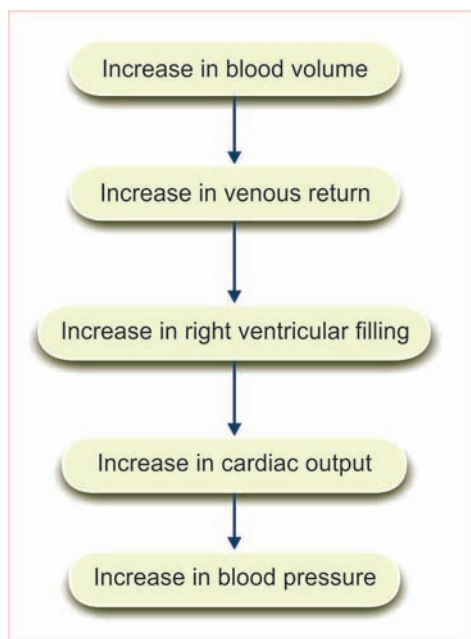 Increase in blood volume
Increase in venous return
Increase in right ventricular filling
Increase in cardiac output
Increase in blood pressure